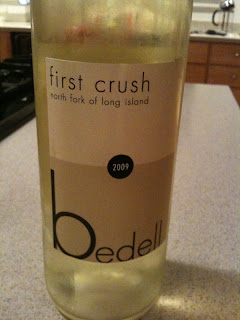 first crush
north fork of long island
2009
bedell